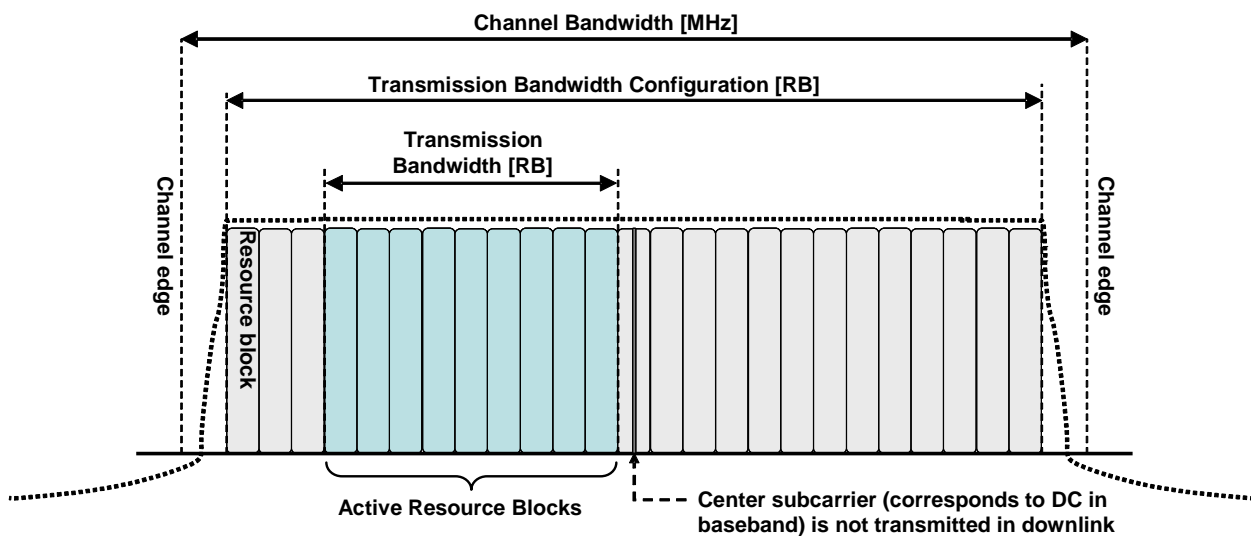 Channel Bandwidth [MHz]
Transmission Bandwidth Configuration [RB]
Transmission
Bandwidth [RB]
Channel edge
Channel edge
Resource block
Active Resource Blocks
Center subcarrier (corresponds to DC in
baseband) is not transmitted in downlink